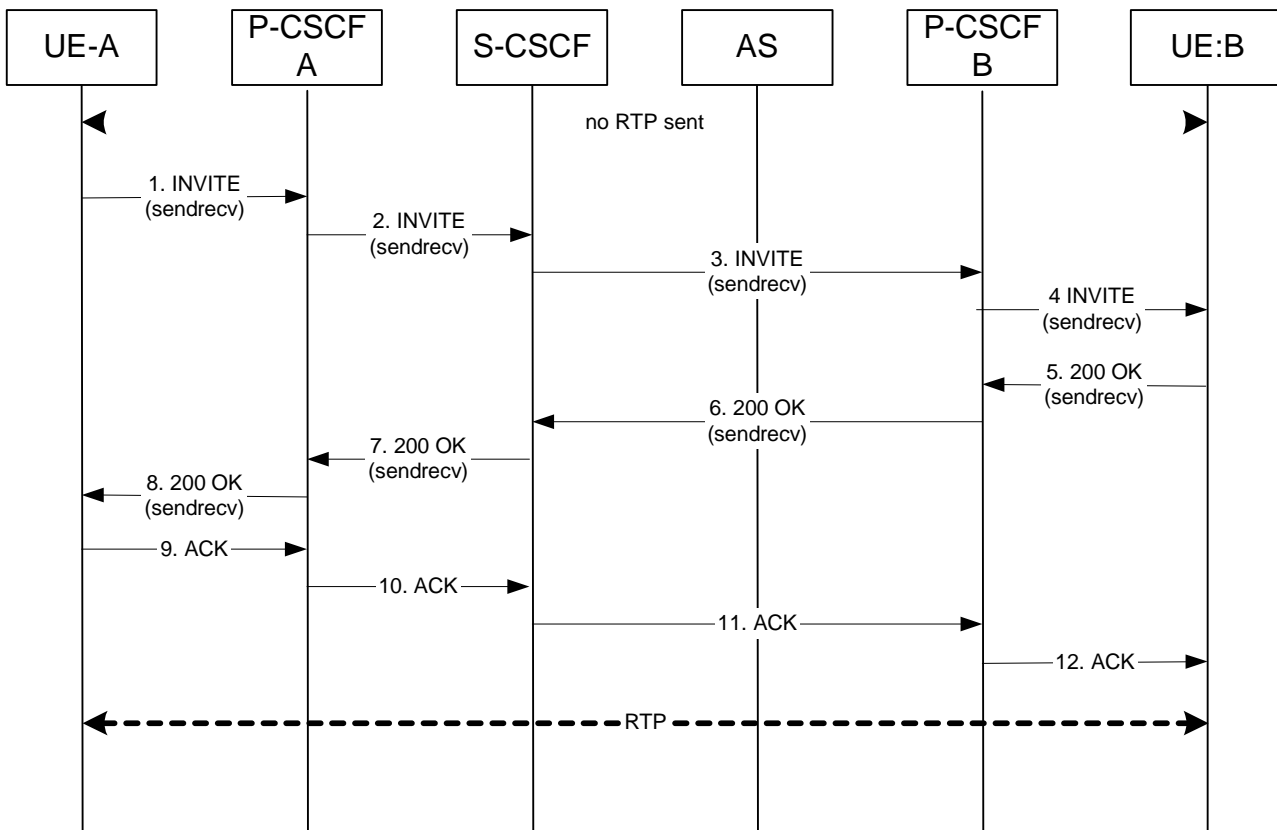 UE-A
P-CSCF
A
S-CSCF
AS
P-CSCF
B
UE:B
no RTP sent
1. INVITE
(sendrecv)
2. INVITE
(sendrecv)
3. INVITE
(sendrecv)
4 INVITE
(sendrecv)
5. 200 OK
(sendrecv)
6. 200 OK
(sendrecv)
7. 200 OK
(sendrecv)
8. 200 OK
(sendrecv)
9. ACK
10. ACK
11. ACK
12. ACK
RTP